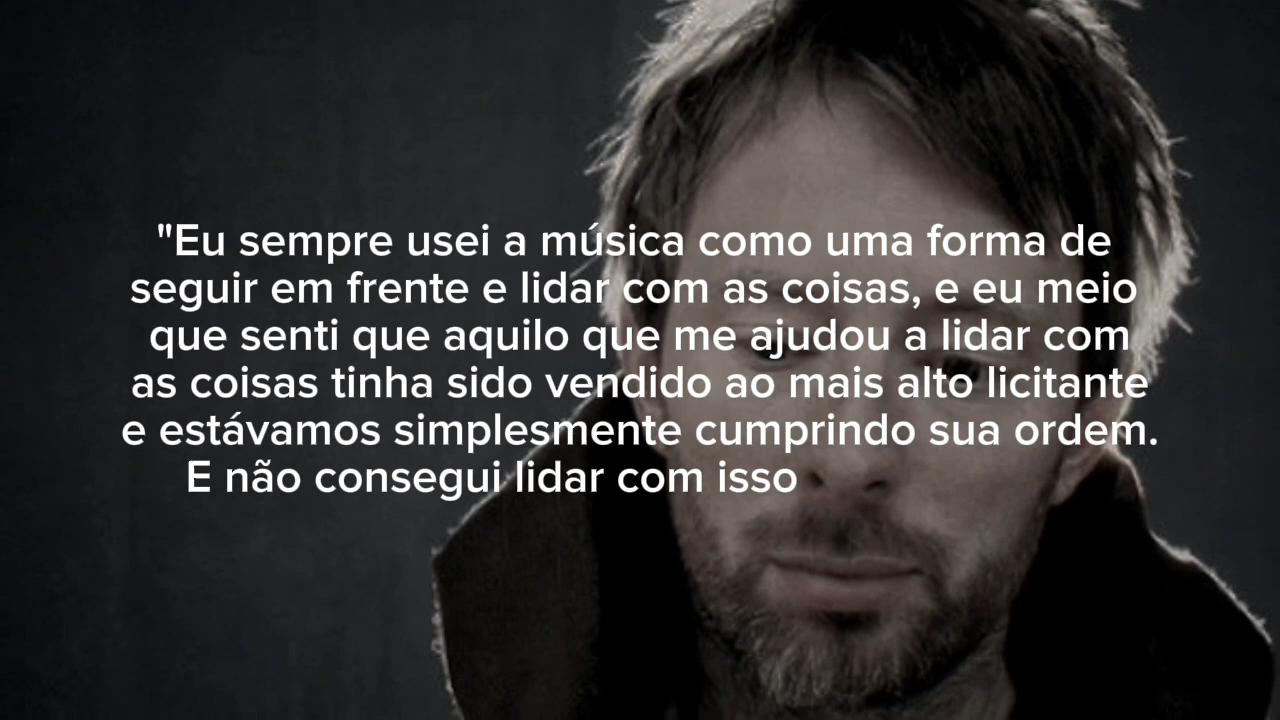 "Eu sempre usei a música como uma forma de
seguir em frente e lidar com as coisas, e eu meio
que senti que aquilo que me ajudou a lidar com
as coisas tinha sido vendido ao mais alto licitante
e estávamos simplesmente cumprindo sua ordem.
E não consegui lidar com isso